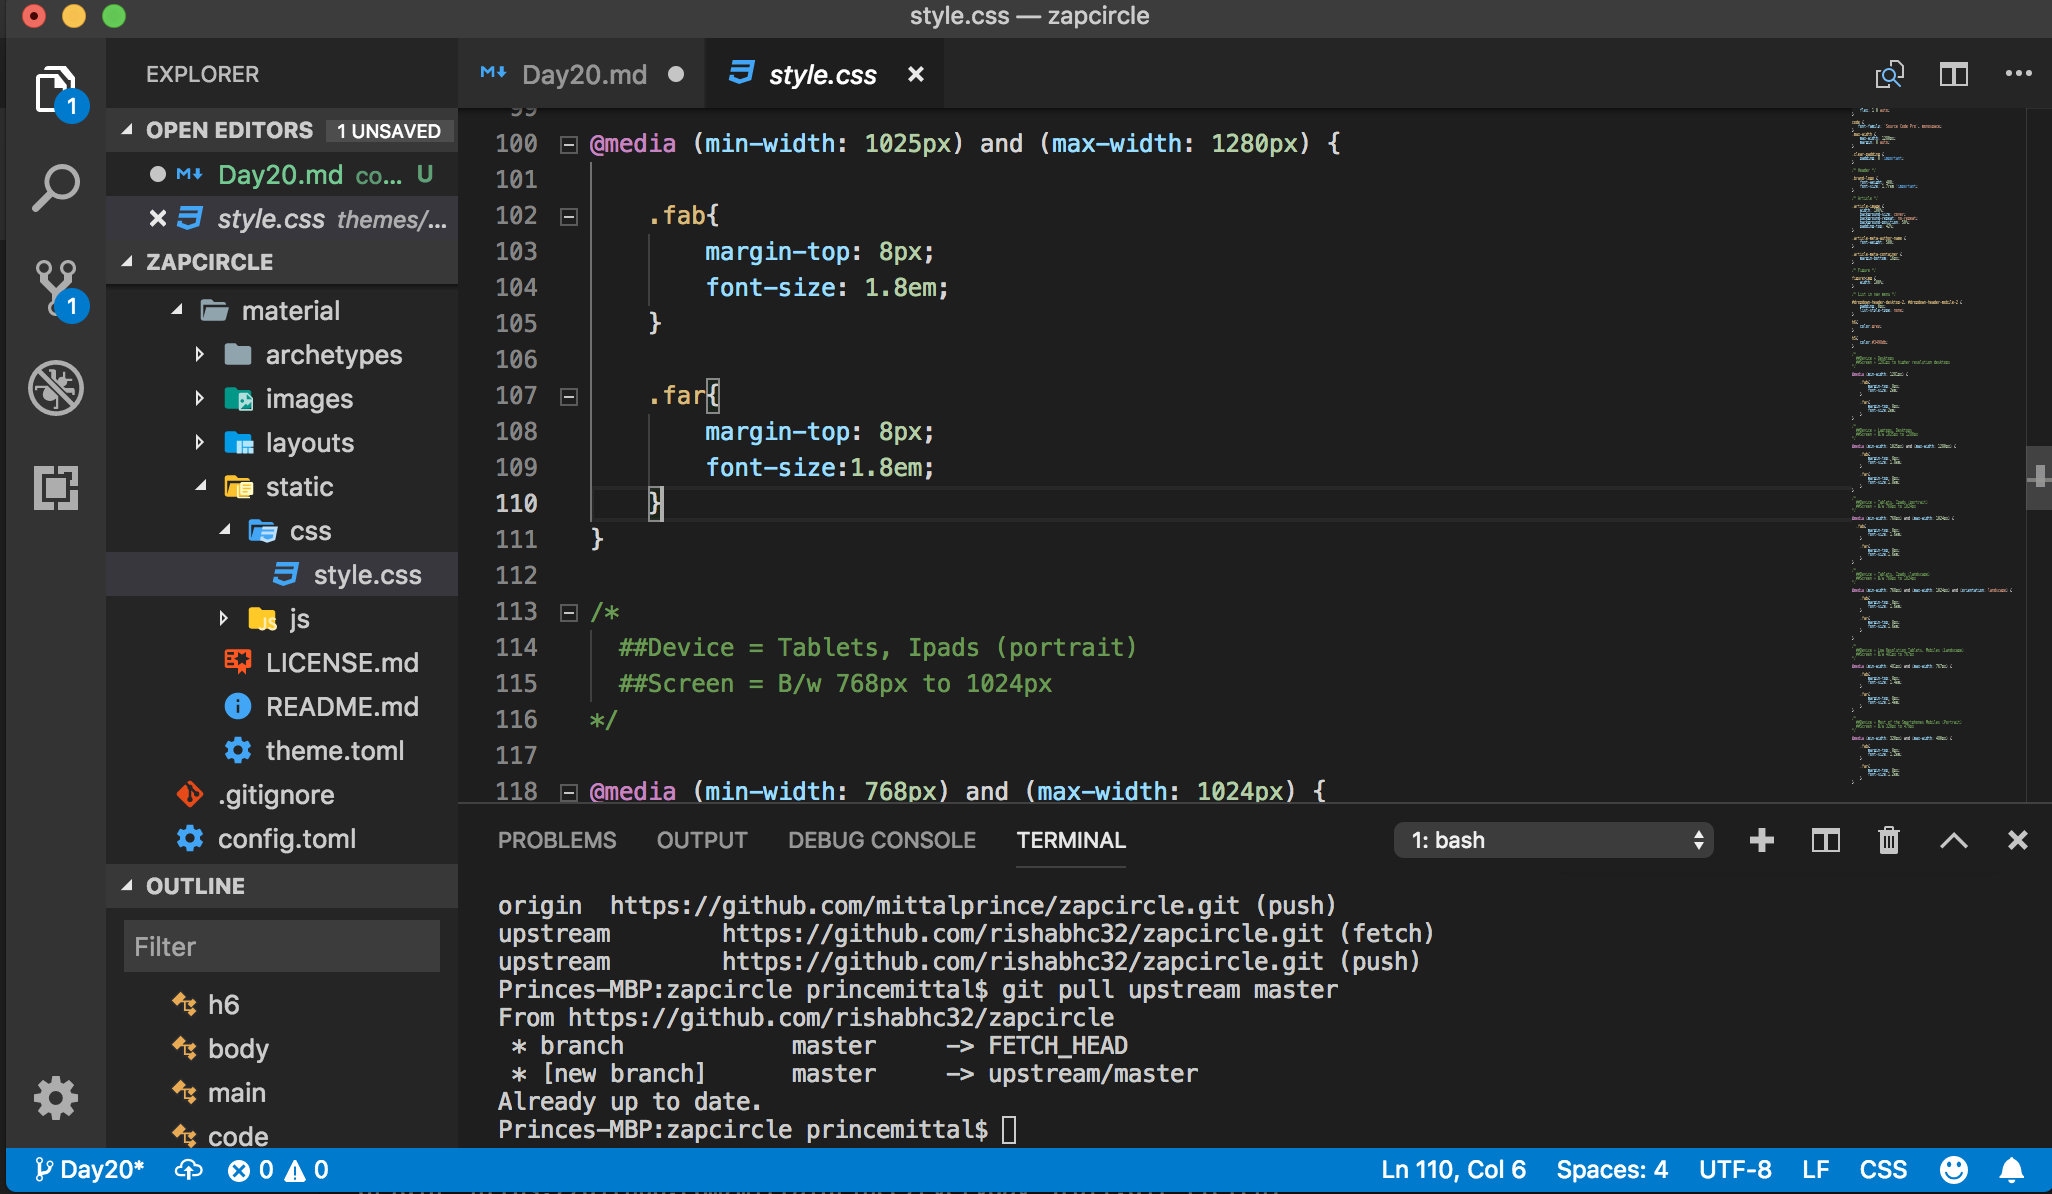 style.css — zapcircle
EXPLORER
OPEN EDITORS 1 UNSAVED
Day20.md co... U
style.css themes/...
ZAPCIRCLE
material
archetypes
images
layouts
static
css
style.css
js
LICENSE.md
README.md
theme.toml
.gitignore
config.toml
OUTLINE
Filter
h6
body
main
code
1
1
Day20.md
style.css
99
100 @media (min-width: 1025px) and (max-width: 1280px) {
101
102 .fab{
103 margin-top: 8px;
104 font-size: 1.8em;
105 }
106
107 .far{
108 margin-top: 8px;
109 font-size:1.8em;
110 }
111 }
112
113 /*
114 ##Device = Tablets, Ipads (portrait)
115 ##Screen = B/w 768px to 1024px
116 */
117
118 @media (min-width: 768px) and (max-width: 1024px) {
PROBLEMS OUTPUT DEBUG CONSOLE TERMINAL 1: bash
origin https://github.com/mittalprince/zapcircle.git (push)
upstream https://github.com/rishabhc32/zapcircle.git (fetch)
upstream https://github.com/rishabhc32/zapcircle.git (push)
Princes-MBP:zapcircle princemittal$ git pull upstream master
From https://github.com/rishabhc32/zapcircle
* branch master -> FETCH_HEAD
* [new branch] master -> upstream/master
Already up to date.
Princes-MBP:zapcircle princemittal$
Day20* 0 0 Ln 110, Col 6 Spaces: 4 UTF-8 LF CSS